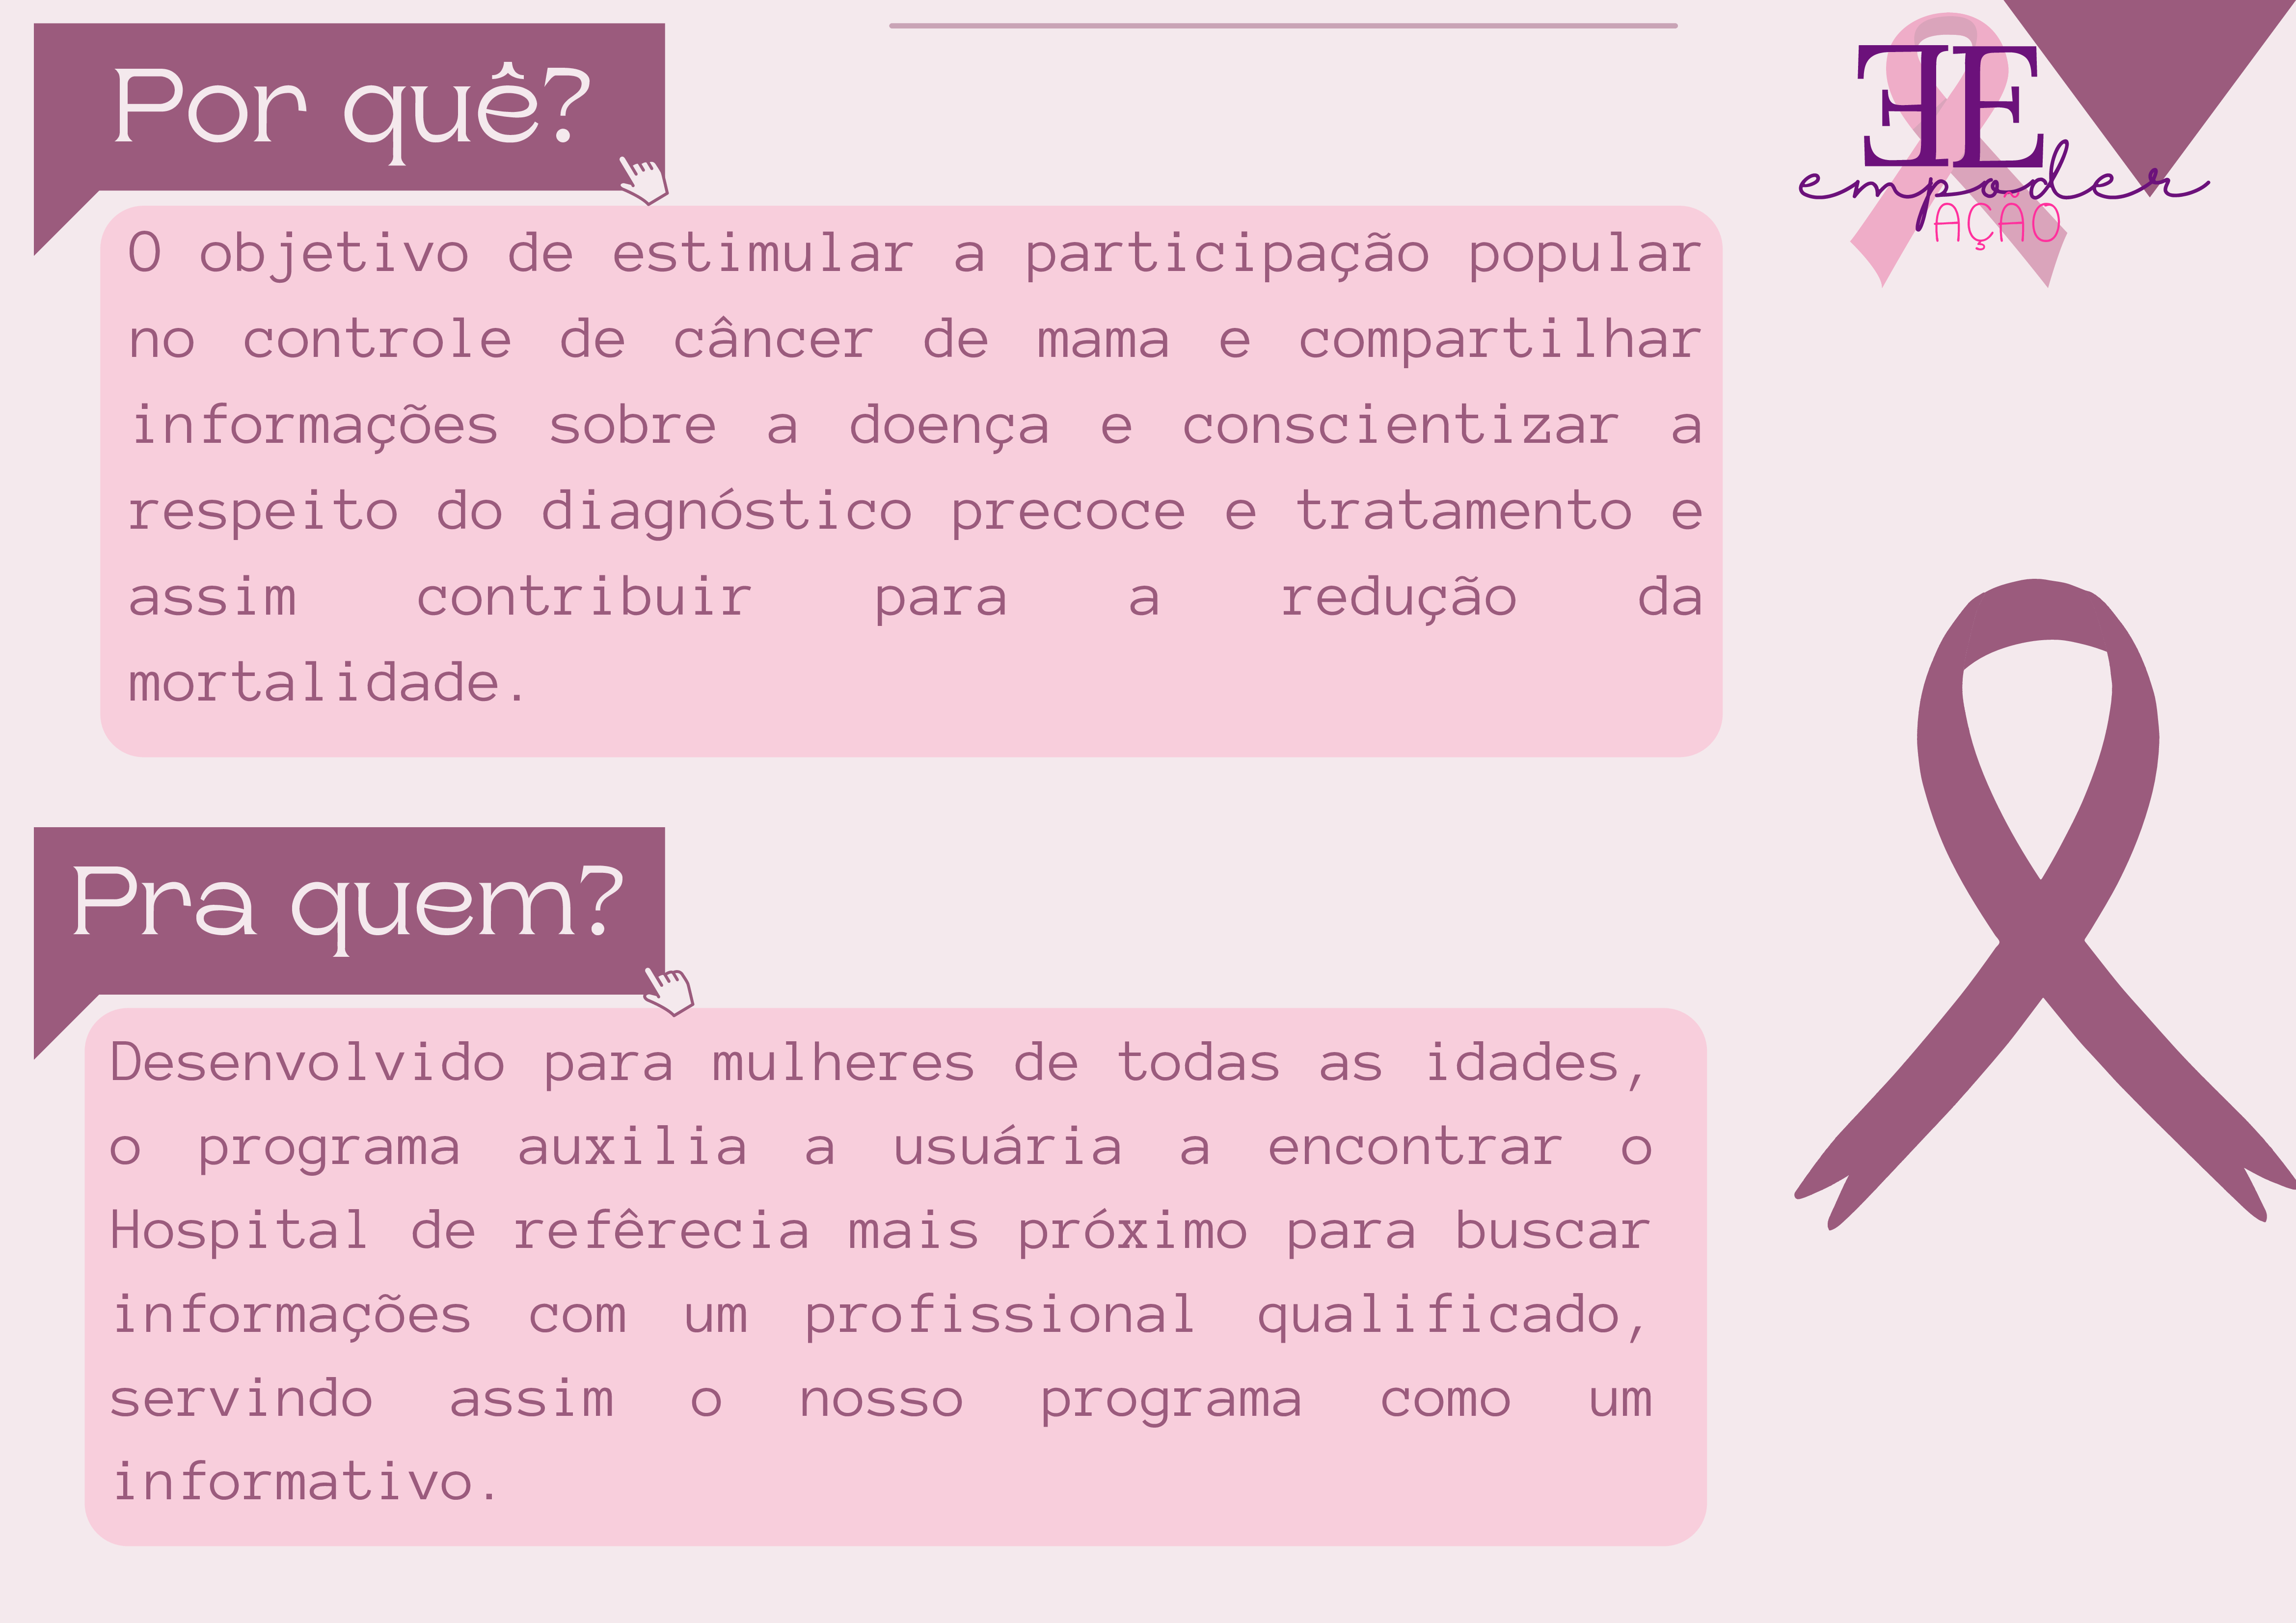 Por quê?
O objetivo de estimular a participação popular
no controle de câncer de mama e compartilhar
informações sobre a doença e conscientizar a
respeito do diagnóstico precoce e tratamento e
assim contribuir para a redução da
mortalidade.
Pra quem?
Desenvolvido para mulheres de todas as idades,
o programa auxilia a usuária a encontrar o
Hospital de refêrecia mais próximo para buscar
informações com um profissional qualificado,
servindo assim o nosso programa como um
informativo.
EE
empoder
AÇÃO